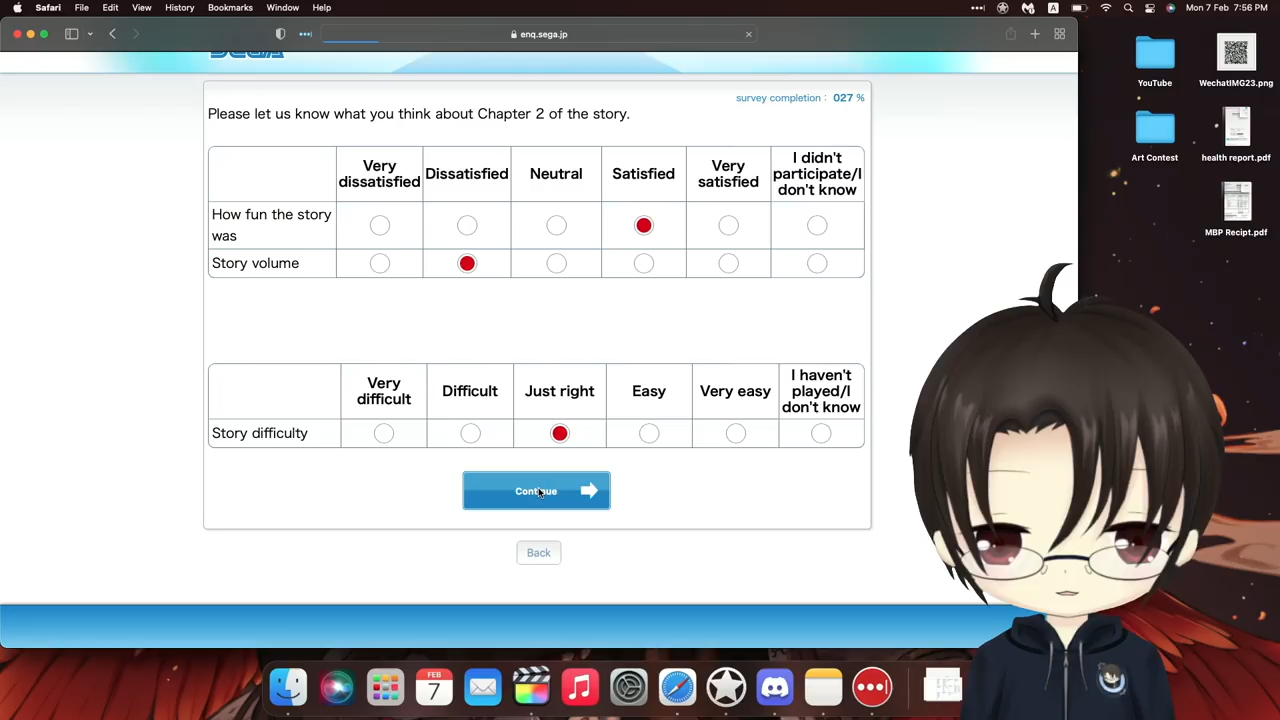 Safari File Edit View History Bookmarks Window Help
A
Mon 7 Feb 7:56 PM
enq.sega.jp
SEGA
survey completion : 027 %
Please let us know what you think about Chapter 2 of the story.
Very dissatisfied
Dissatisfied
Neutral
Satisfied
Very satisfied
I didn't participate/I don't know
How fun the story was
Story volume
Very difficult
Difficult
Just right
Easy
Very easy
I haven't played/I don't know
Story difficulty
Continue
Back
YouTube
WechatIMG23.png
Art Contest
health report.pdf
MBP Recipt.pdf
FEB
7